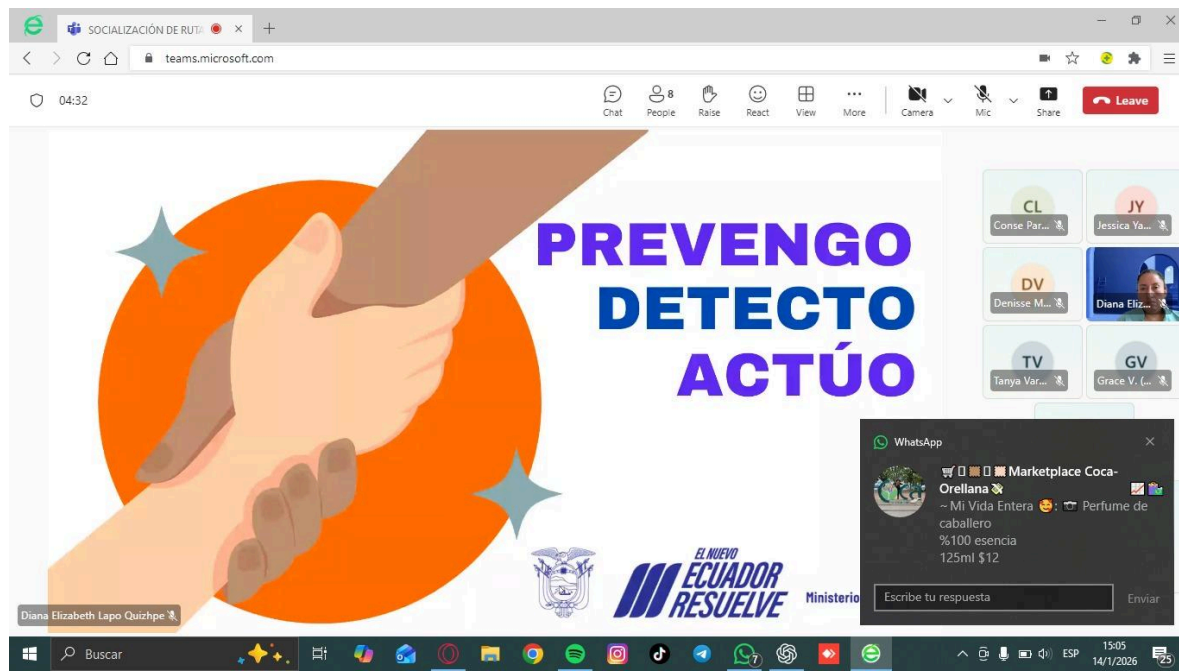 SOCIALIZACIÓN DE RUTA
teams.microsoft.com
04:32
Chat
8
People
Raise
React
View
More
Camera
Mic
Share
Leave
PREVENGO
DETECTO
ACTÚO
CL
Conse Par...
JY
Jessica Ya...
DV
Denisse M...
Diana Eliz...
TV
Tanya Var...
GV
Grace V. (...
WhatsApp
Marketplace Coca-
Orellana
~ Mi Vida Entera 🥰: 📷 Perfume de
caballero
%100 esencia
125ml $12
Escribe tu respuesta
Enviar
EL NUEVO
ECUADOR
RESUELVE
Ministerio
Diana Elizabeth Lapo Quizhpe
Buscar
7
ESP
15:05
14/1/2026
25